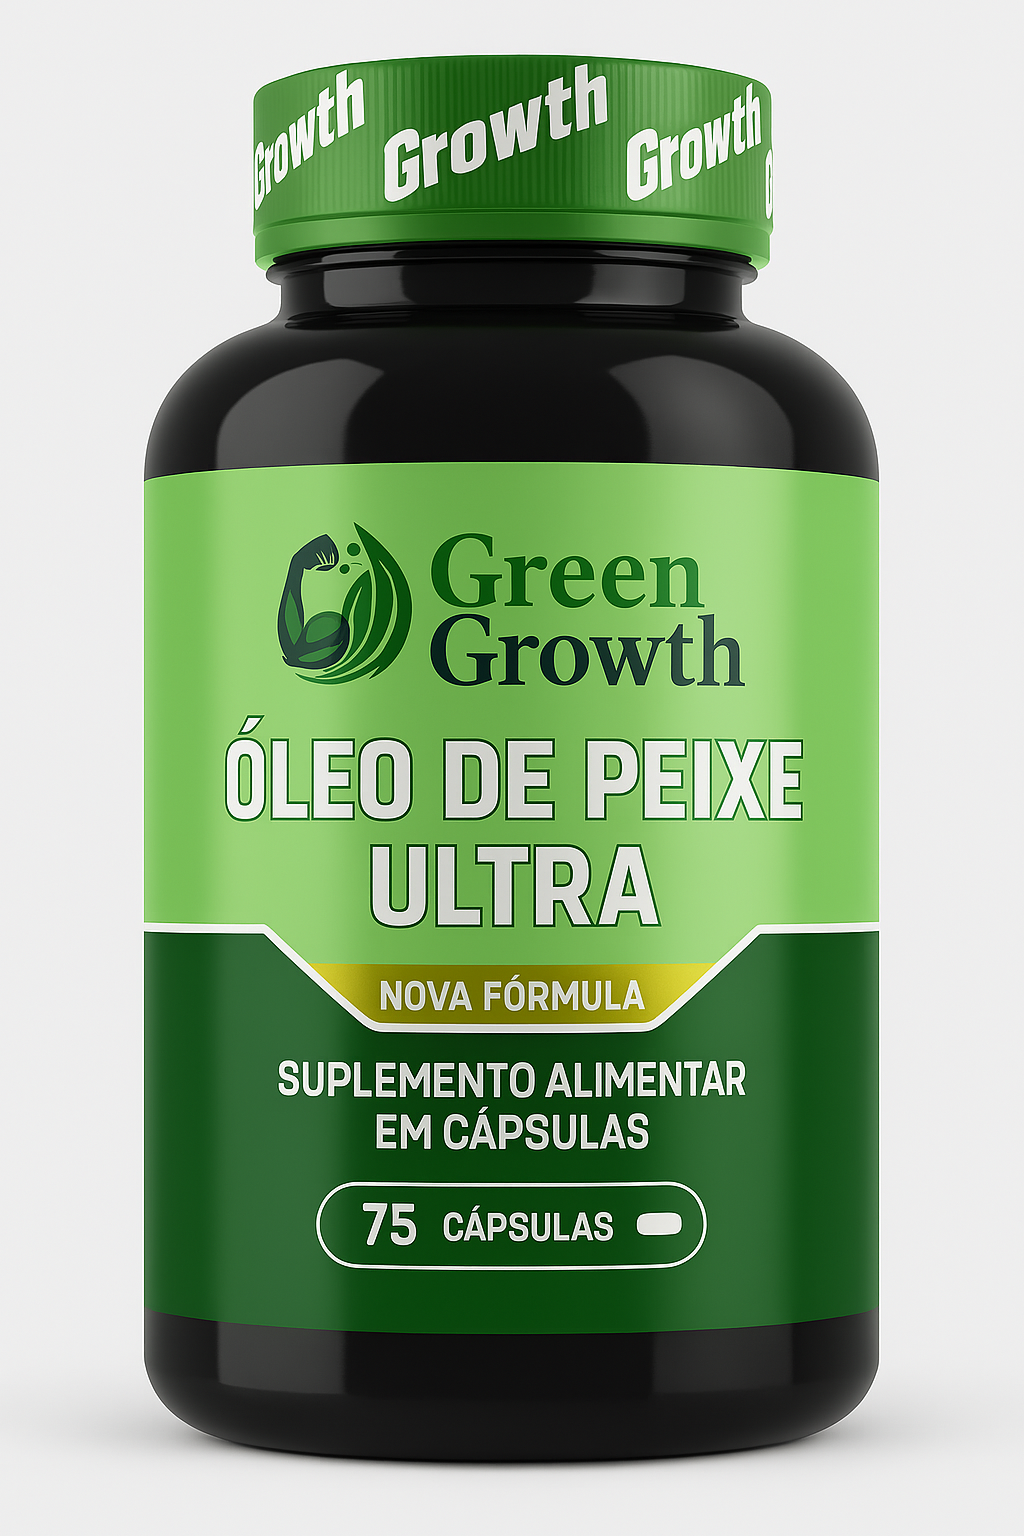 Growth Growth Growth G
Green
Growth
ÓLEO DE PEIXE
ULTRA
NOVA FÓRMULA
SUPLEMENTO ALIMENTAR
EM CÁPSULAS
75 CÁPSULAS